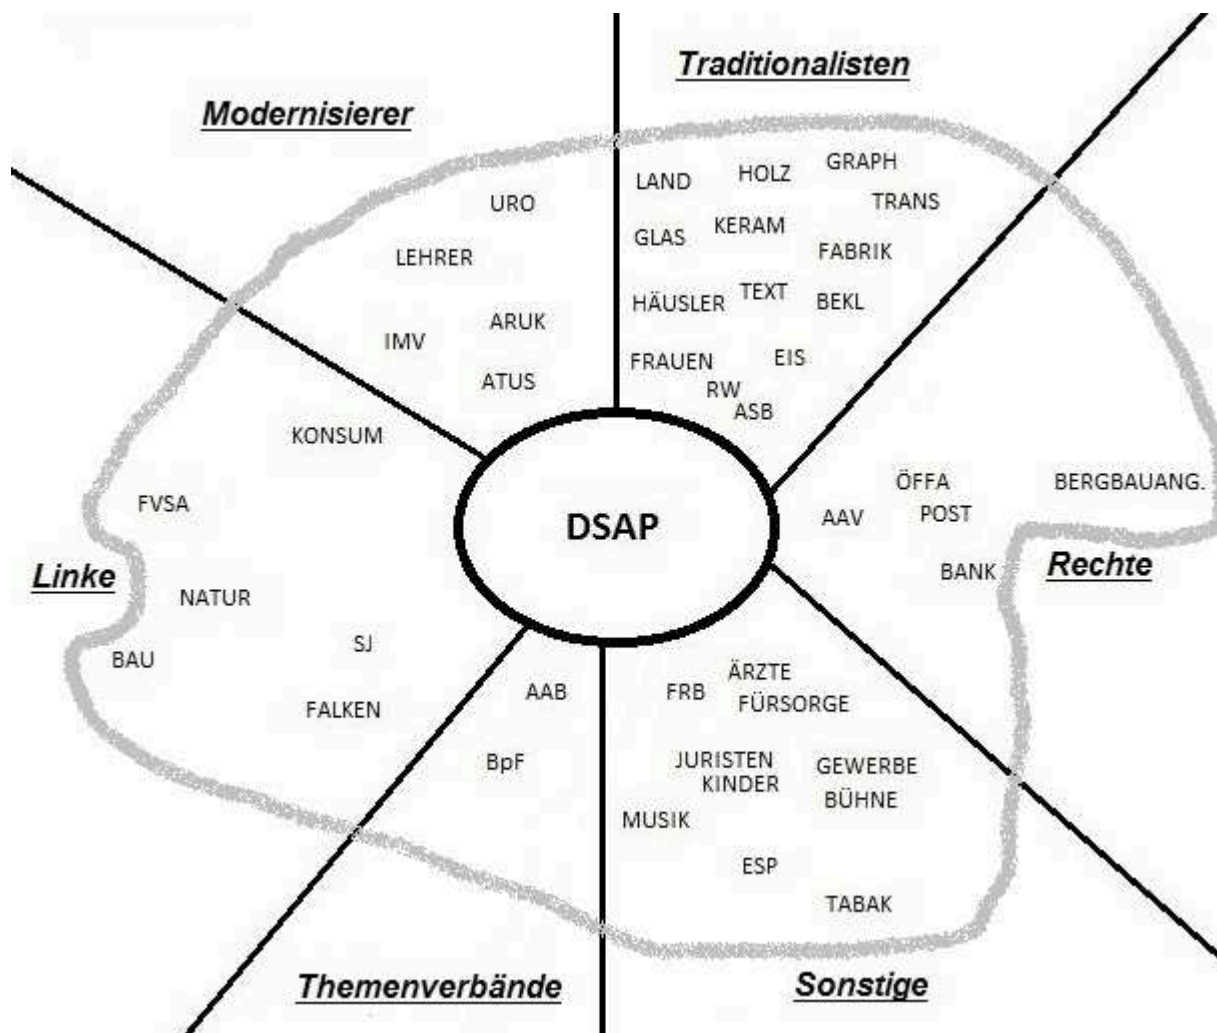 Traditionalisten
Modernisierer
URO
LEHRER
IMV
ARUK
ATUS
LAND
HOLZ
GRAPH
TRANS
GLAS
KERAM
FABRIK
HÄUSLER
TEXT
BEKL
FRAUEN
EIS
RW
ASB
KONSUM
FVSA
Linke
NATUR
BAU
SJ
FALKEN
DSAP
ÖFFA
BERGBAUANG.
AAV
POST
BANK
Rechte
AAB
BpF
Themenverbände
FRB
ÄRZTE
FÜRSORGE
JURISTEN
KINDER
GEWERBE
BÜHNE
MUSIK
ESP
TABAK
Sonstige